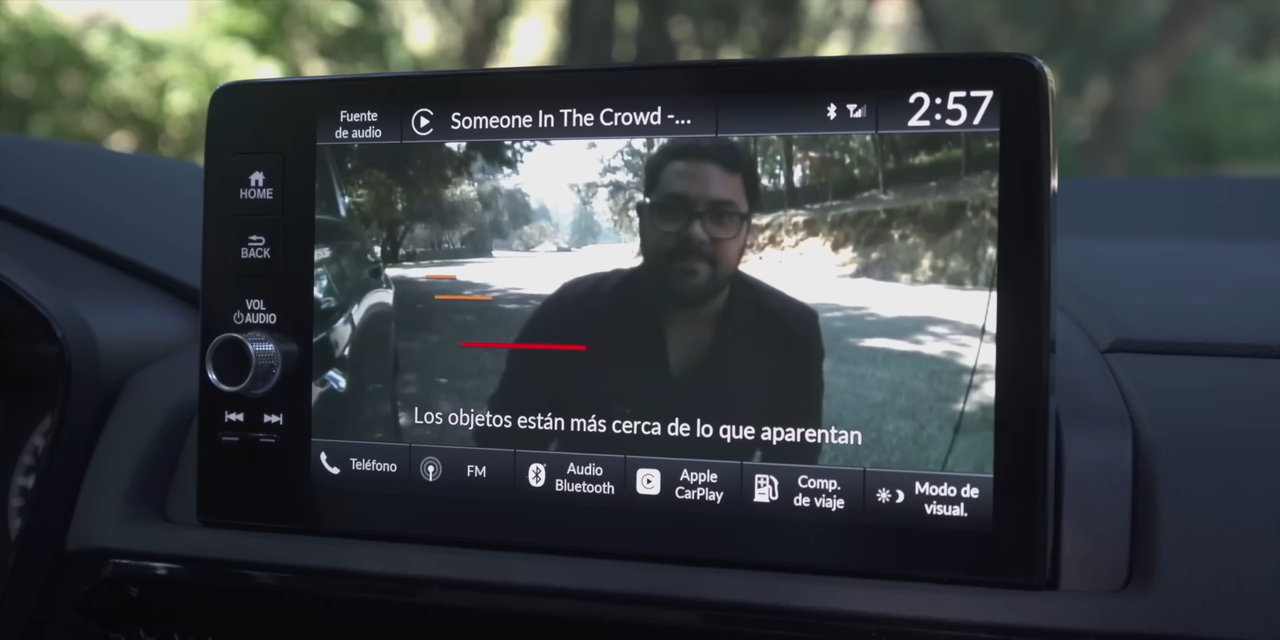 Fuente
de audio
Someone In The Crowd -...
2:57
HOME
BACK
VOL
AUDIO
Los objetos están más cerca de lo que aparentan
Teléfono
FM
Audio
Bluetooth
Apple
CarPlay
Comp.
de viaje
Modo de
visual.